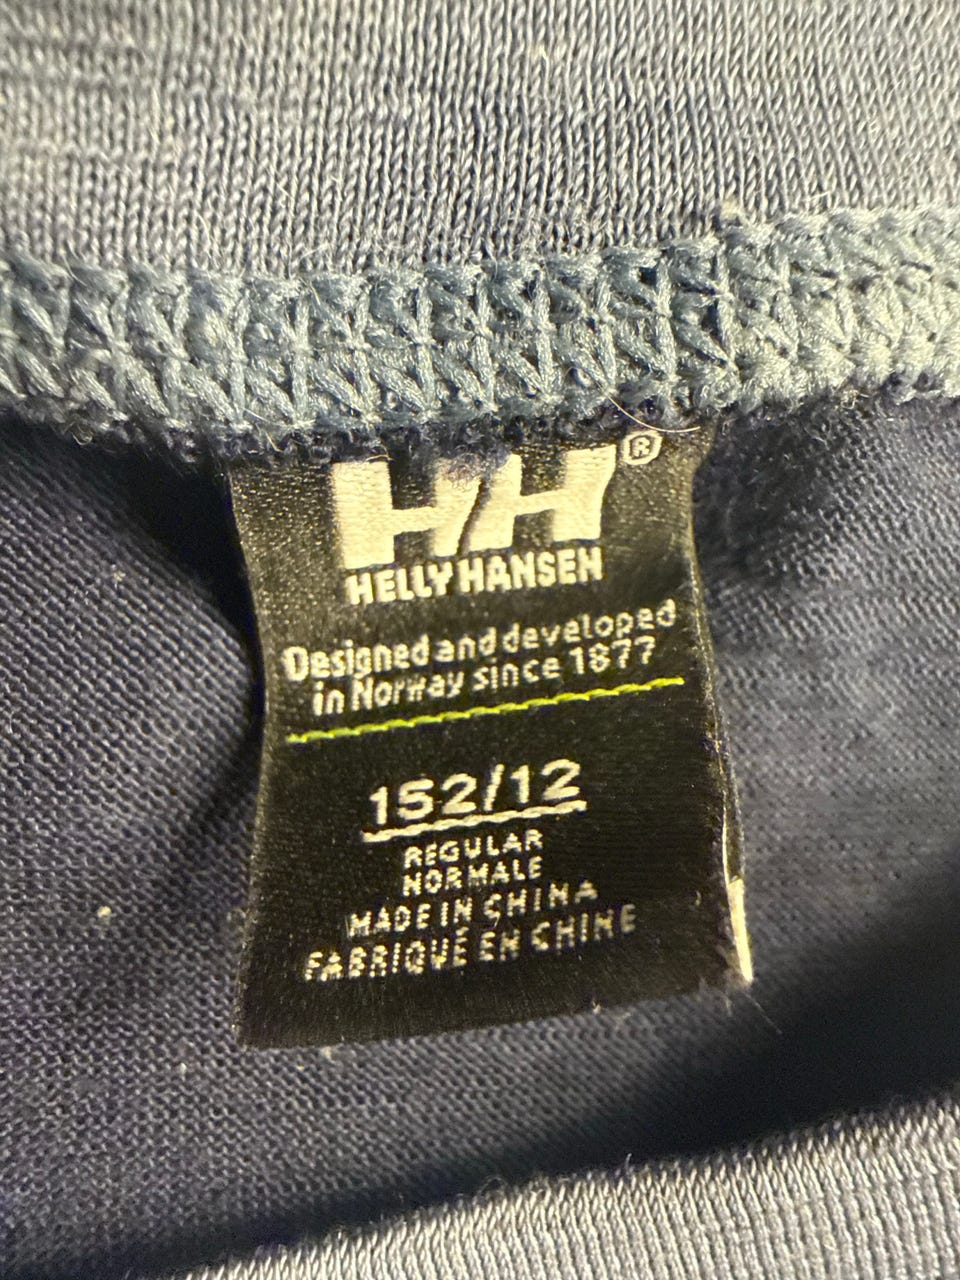 HH®
HELLY HANSEN
Designed and developed
in Norway since 1877
152/12
REGULAR
NORMALE
MADE IN CHINA
FABRIQUÉ EN CHINE